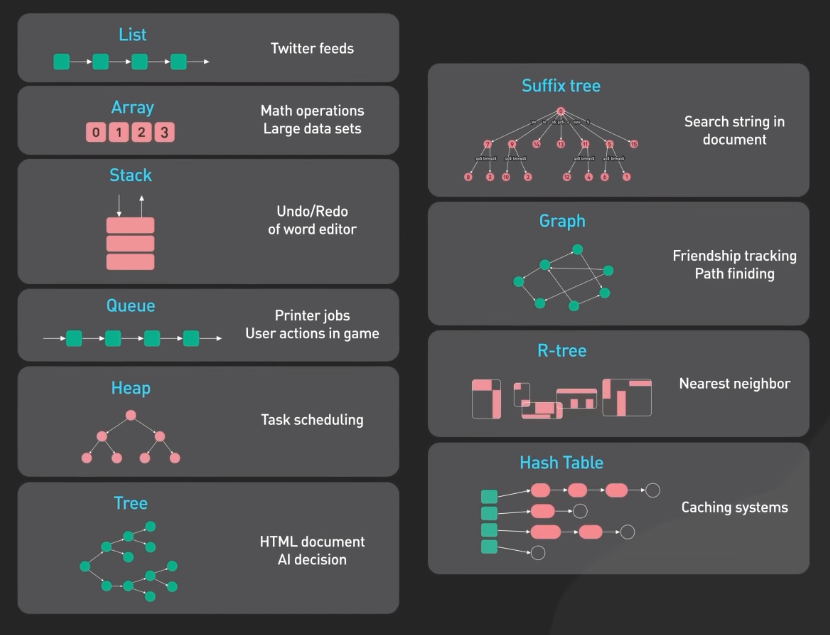 List
Twitter feeds
Array
0 1 2 3
Math operations
Large data sets
Stack
Undo/Redo
of word editor
Queue
Printer jobs
User actions in game
Heap
Task scheduling
Tree
HTML document
AI decision
Suffix tree
Search string in
document
Graph
Friendship tracking
Path finiding
R-tree
Nearest neighbor
Hash Table
Caching systems